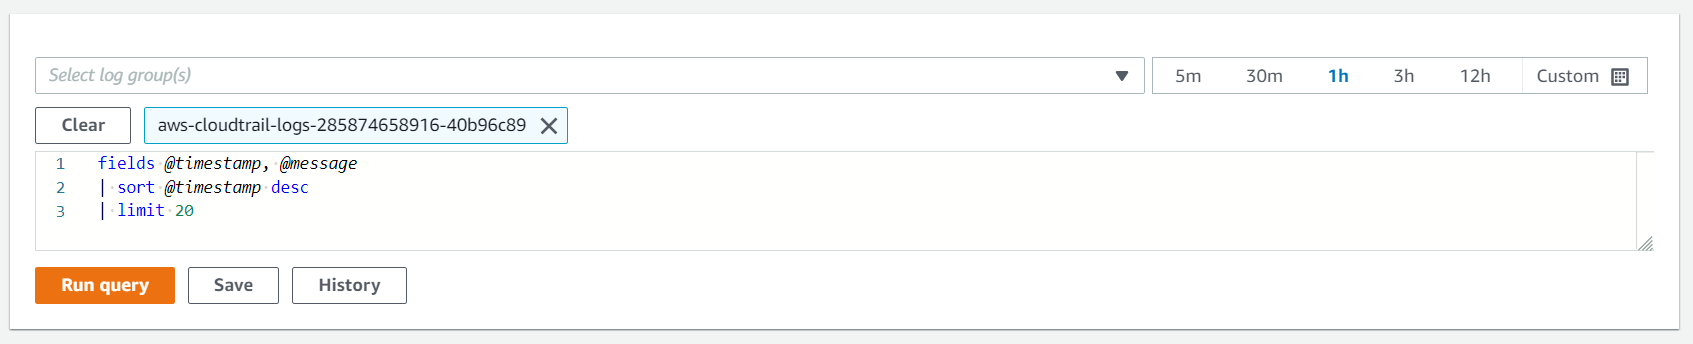 Select log group(s)
5m 30m 1h 3h 12h Custom
Clear aws-cloudtrail-logs-285874658916-40b96c89
1 fields @timestamp, @message
2 | sort @timestamp desc
3 | limit 20
Run query Save History